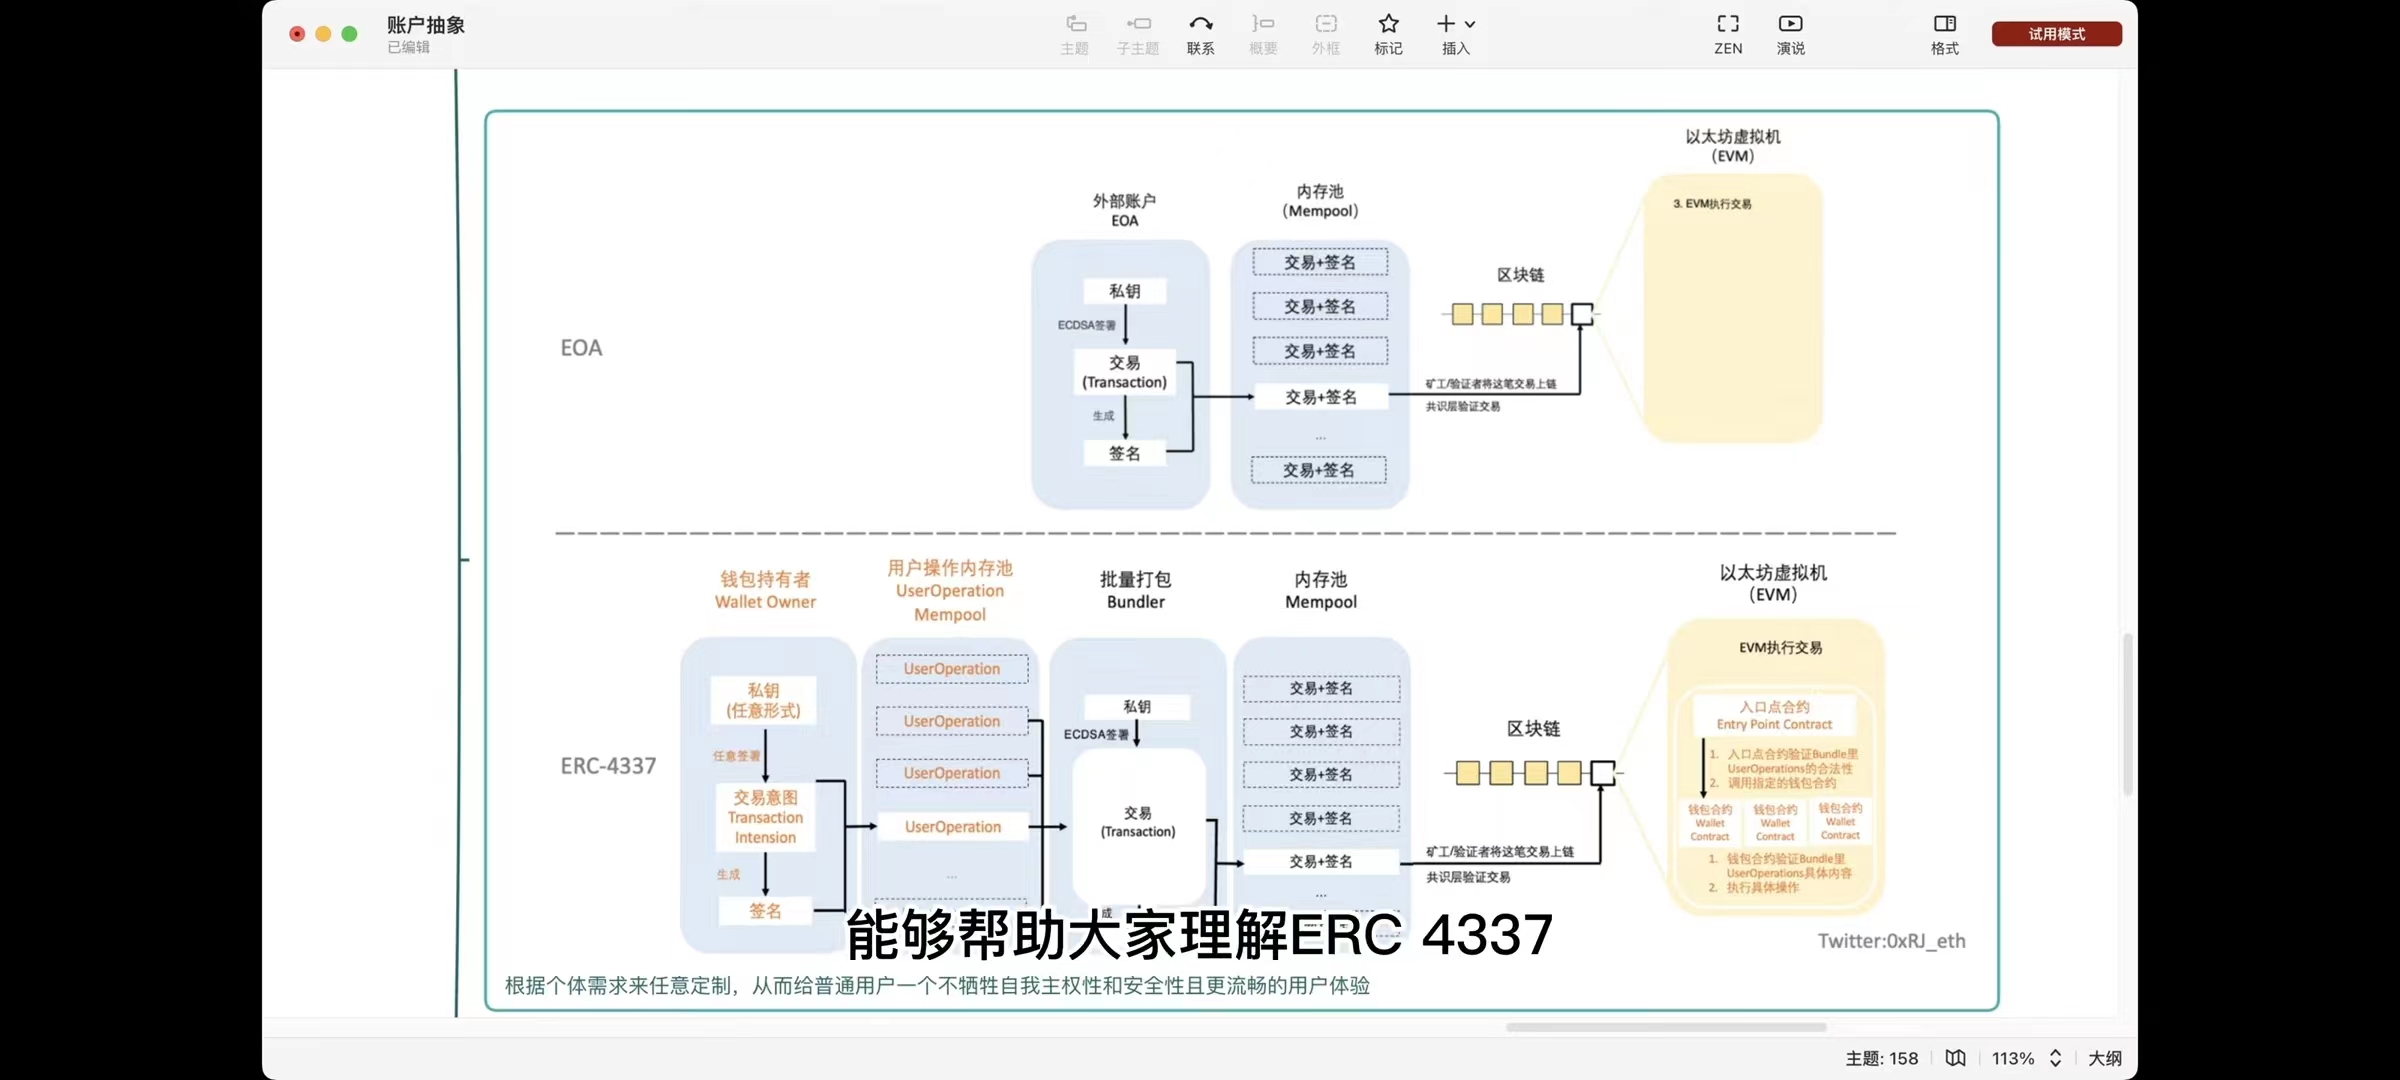 账户抽象
已编辑
主题
子主题
联系
概要
外框
标记
插入
ZEN
演说
格式
试用模式
以太坊虚拟机
（EVM）
3. EVM执行交易
外部账户
EOA
内存池
（Mempool）
私钥
ECDSA签署
交易
(Transaction)
生成
签名
交易+签名
交易+签名
交易+签名
交易+签名
...
交易+签名
区块链
矿工/验证者将这笔交易上链
共识层验证交易
EOA
ERC-4337
钱包持有者
Wallet Owner
私钥
(任意形式)
任意签署
交易意图
Transaction
Intension
生成
签名
用户操作内存池
UserOperation
Mempool
UserOperation
UserOperation
UserOperation
UserOperation
...
批量打包
Bundler
私钥
ECDSA签署
交易
(Transaction)
成
内存池
Mempool
交易+签名
交易+签名
交易+签名
交易+签名
交易+签名
...
区块链
矿工/验证者将这笔交易上链
共识层验证交易
以太坊虚拟机
（EVM）
EVM执行交易
入口点合约
Entry Point Contract
1. 入口点合约验证Bundle里
UserOperations的合法性
2. 调用指定的钱包合约
钱包合约
Wallet
Contract
钱包合约
Wallet
Contract
钱包合约
Wallet
Contract
1. 钱包合约验证Bundle里
UserOperations具体内容
2. 执行具体操作
Twitter:0xRJ_eth
能够帮助大家理解ERC 4337
根据个体需求来任意定制，从而给普通用户一个不牺牲自我主权性和安全性且更流畅的用户体验
主题: 158
113%
大纲